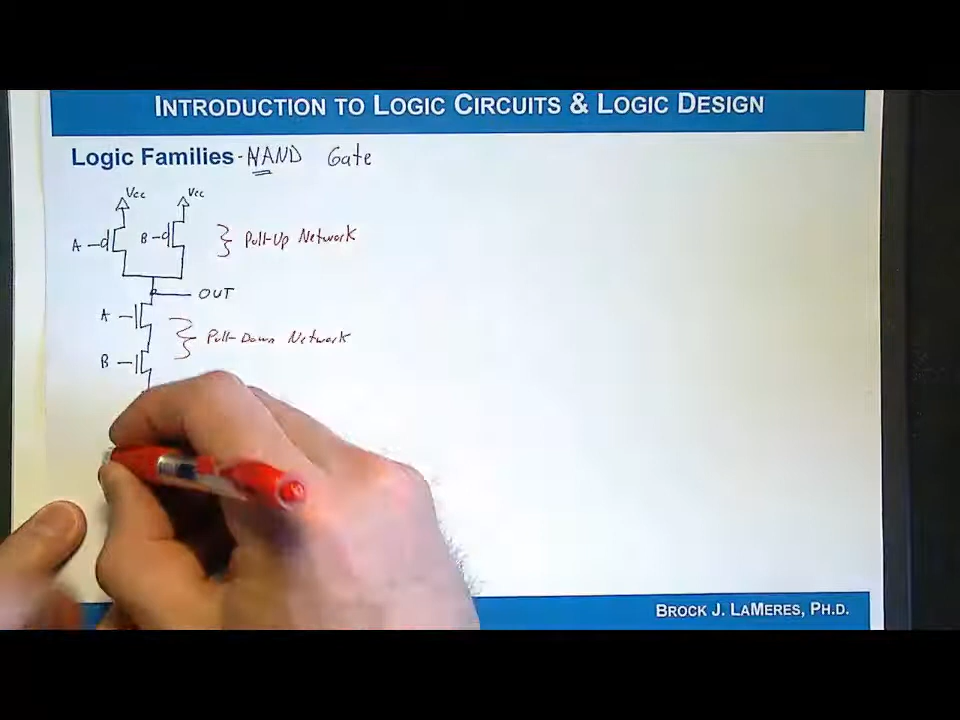 INTRODUCTION TO LOGIC CIRCUITS & LOGIC DESIGN
Logic Families - NAND Gate
Vcc Vcc
A B } Pull-Up Network
OUT
A
} Pull-Down Network
B
BROCK J. LAMERES, PH.D.